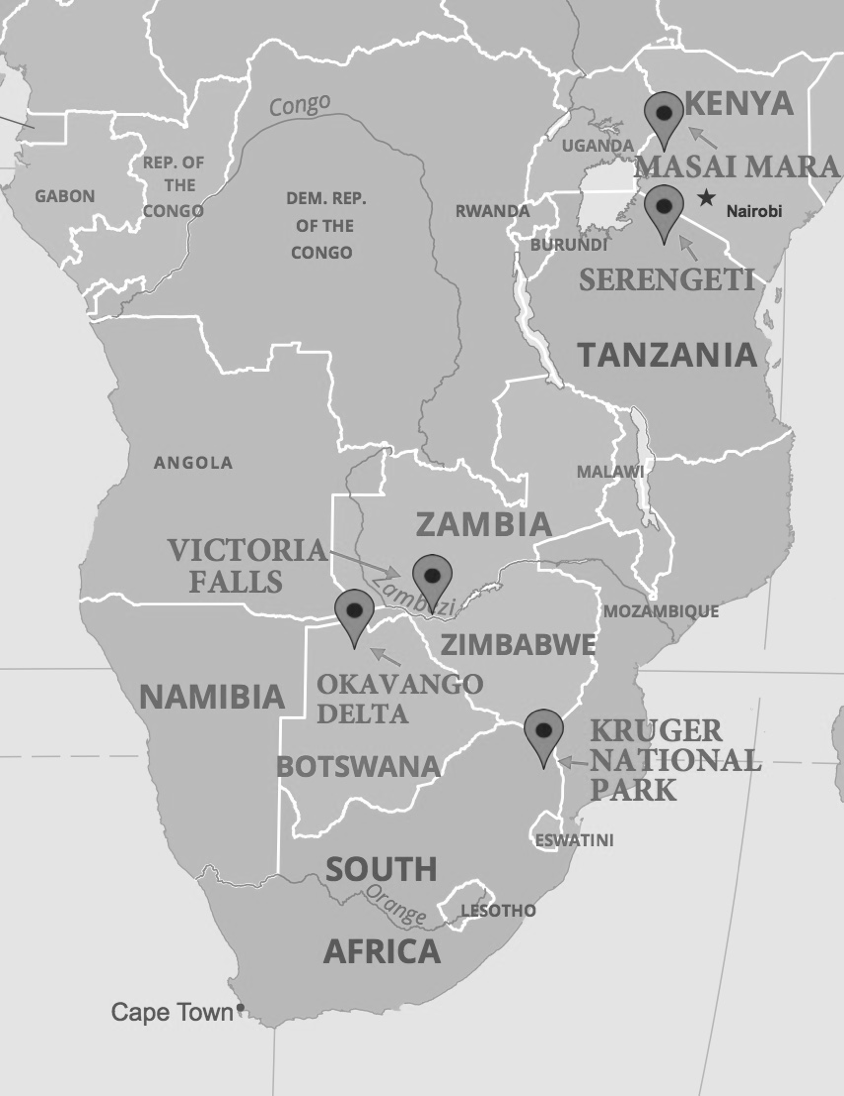 Congo
KENYA
UGANDA
REP. OF
THE
CONGO
MASAI MARA
GABON
DEM. REP.
OF THE
CONGO
RWANDA
Nairobi
BURUNDI
SERENGETI
TANZANIA
ANGOLA
MALAWI
ZAMBIA
VICTORIA
FALLS
Zambezi
MOZAMBIQUE
ZIMBABWE
NAMIBIA
OKAVANGO
DELTA
KRUGER
NATIONAL
PARK
BOTSWANA
ESWATINI
SOUTH
AFRICA
Orange
LESOTHO
Cape Town